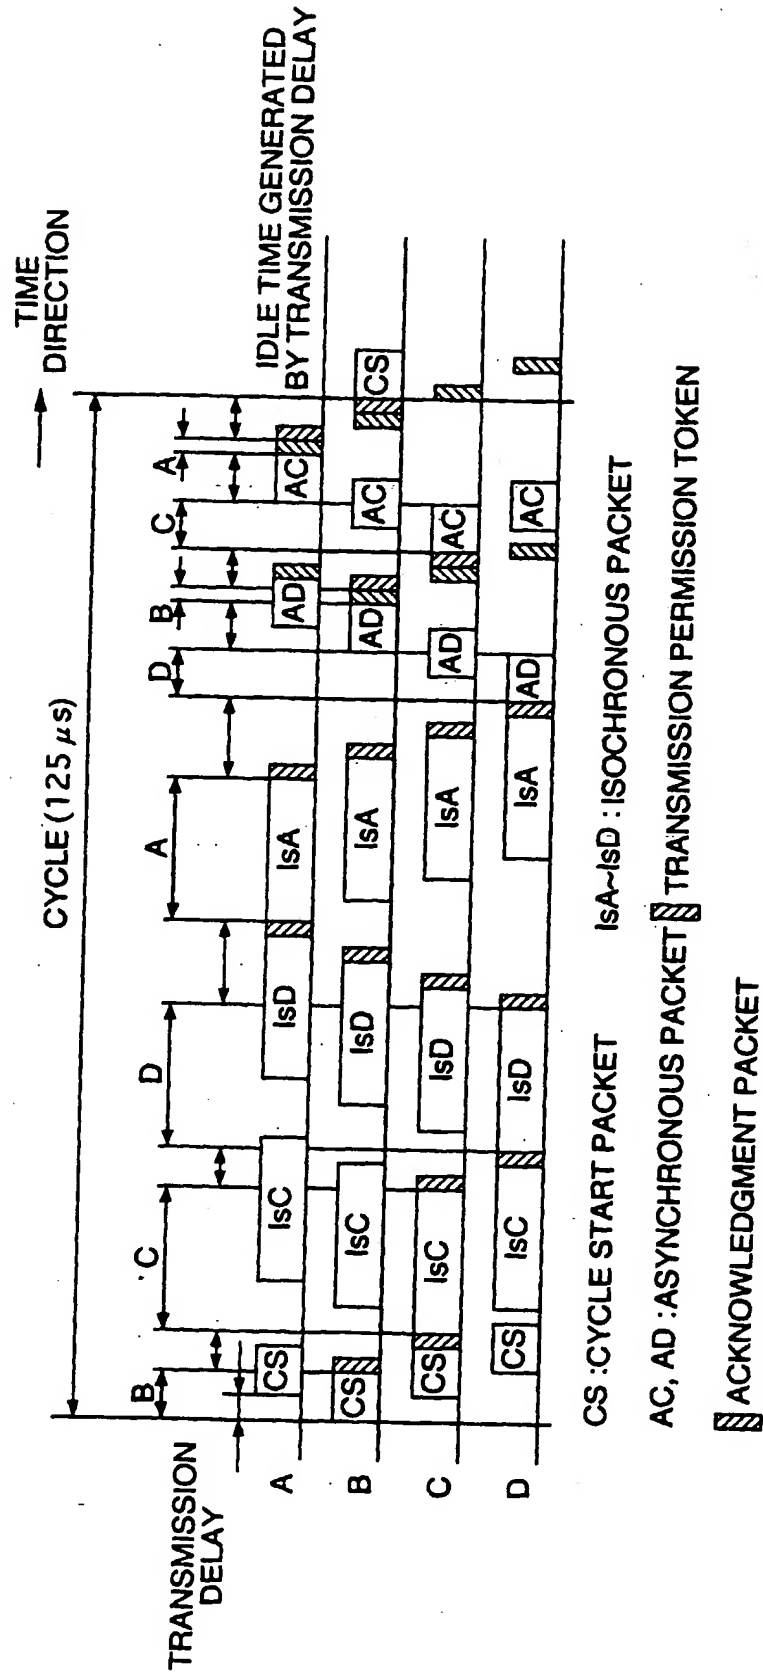 TIME
DIRECTION
CYCLE (125 μs)
IDLE TIME GENERATED
BY TRANSMISSION DELAY
TRANSMISSION
DELAY
B
C
D
A
D
B
C
A
A
CS
IsC
IsD
IsA
AD
AC
B
CS
IsC
IsD
IsA
AD
AC
CS
C
CS
IsC
IsD
IsA
AD
AC
D
CS
IsC
IsD
IsA
AD
AC
CS :CYCLE START PACKET
IsA~IsD : ISOCHRONOUS PACKET
AC, AD :ASYNCHRONOUS PACKET
TRANSMISSION PERMISSION TOKEN
ACKNOWLEDGMENT PACKET